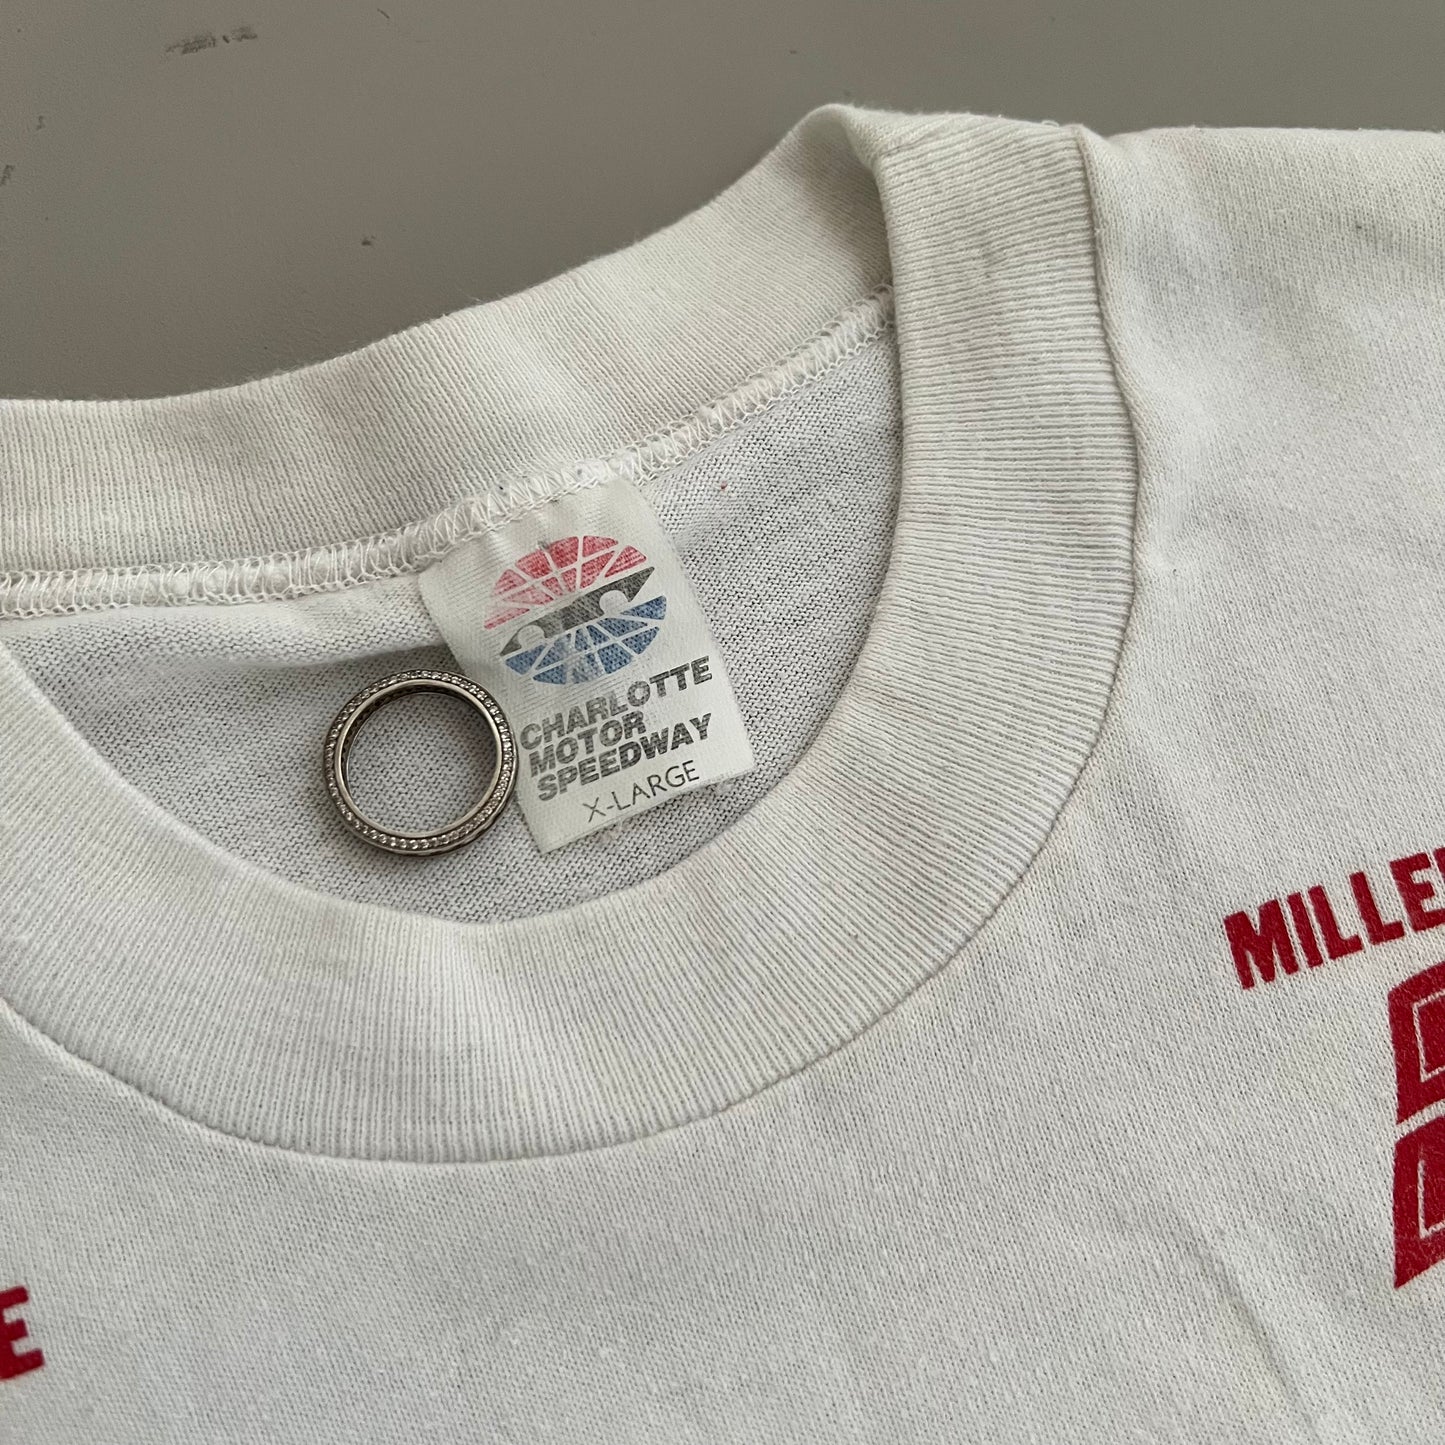 CHARLOTTE
MOTOR
SPEEDWAY
X-LARGE
MILLE
E